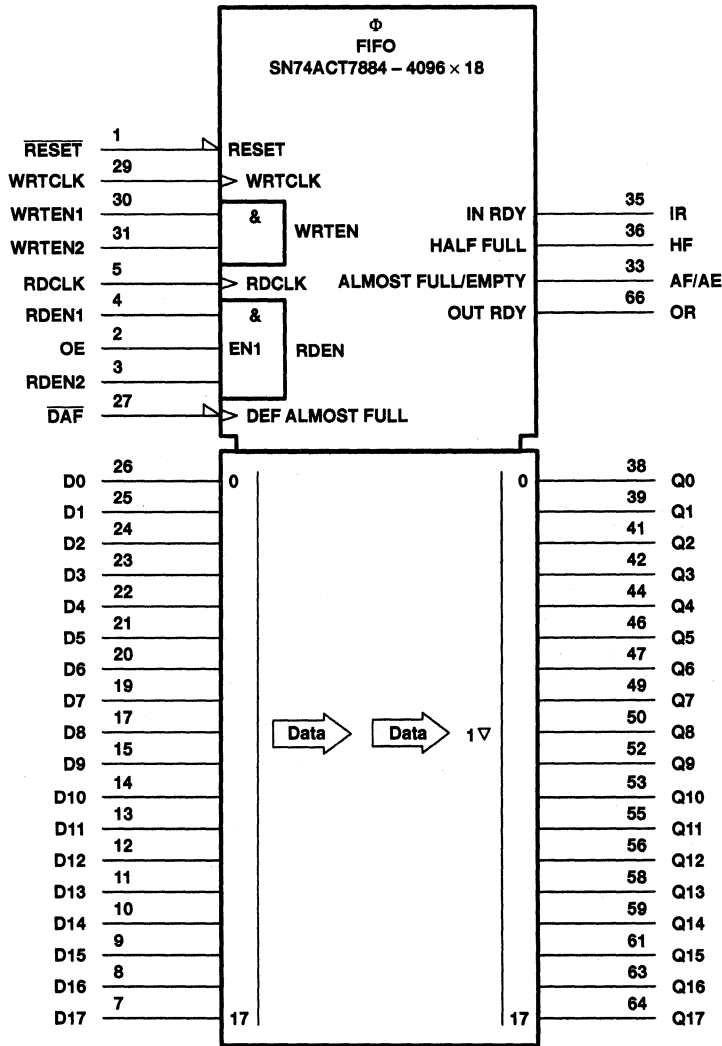 Φ
FIFO
SN74ACT7884 – 4096 × 18
RESET 1 RESET
WRTCLK 29 WRTCLK
WRTEN1 30 & IN RDY 35 IR
WRTEN
WRTEN2 31 HALF FULL 36 HF
RDCLK 5 RDCLK ALMOST FULL/EMPTY 33 AF/AE
RDEN1 4 & OUT RDY 66 OR
OE 2 EN1 RDEN
RDEN2 3
DAF 27 DEF ALMOST FULL
D0 26 0 0 38 Q0
D1 25 39 Q1
D2 24 41 Q2
D3 23 42 Q3
D4 22 44 Q4
D5 21 46 Q5
D6 20 47 Q6
D7 19 49 Q7
D8 17 Data Data 1 ▽ 50 Q8
D9 15 52 Q9
D10 14 53 Q10
D11 13 55 Q11
D12 12 56 Q12
D13 11 58 Q13
D14 10 59 Q14
D15 9 61 Q15
D16 8 63 Q16
D17 7 17 17 64 Q17